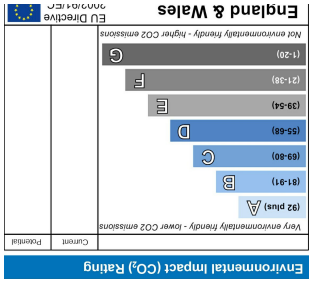 Environmental Impact (CO₂) Rating
Current Potential
Very environmentally friendly - lower CO2 emissions
(92 plus) A
(81-91) B
(69-80) C
(55-68) D
(39-54) E
(21-38) F
(1-20) G
Not environmentally friendly - higher CO2 emissions
England & Wales
EU Directive
2002/91/EC